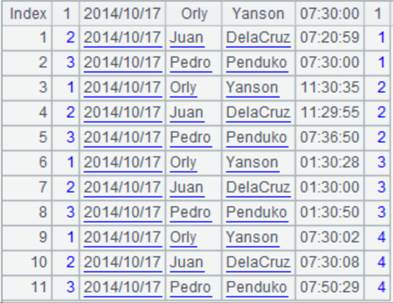 Index 1 2014/10/17 Orly Yanson 07:30:00 1
1 2 2014/10/17 Juan DelaCruz 07:20:59 1
2 3 2014/10/17 Pedro Penduko 07:30:00 1
3 1 2014/10/17 Orly Yanson 11:30:35 2
4 2 2014/10/17 Juan DelaCruz 11:29:55 2
5 3 2014/10/17 Pedro Penduko 07:36:50 2
6 1 2014/10/17 Orly Yanson 01:30:28 3
7 2 2014/10/17 Juan DelaCruz 01:30:00 3
8 3 2014/10/17 Pedro Penduko 01:30:50 3
9 1 2014/10/17 Orly Yanson 07:30:02 4
10 2 2014/10/17 Juan DelaCruz 07:30:08 4
11 3 2014/10/17 Pedro Penduko 07:50:29 4